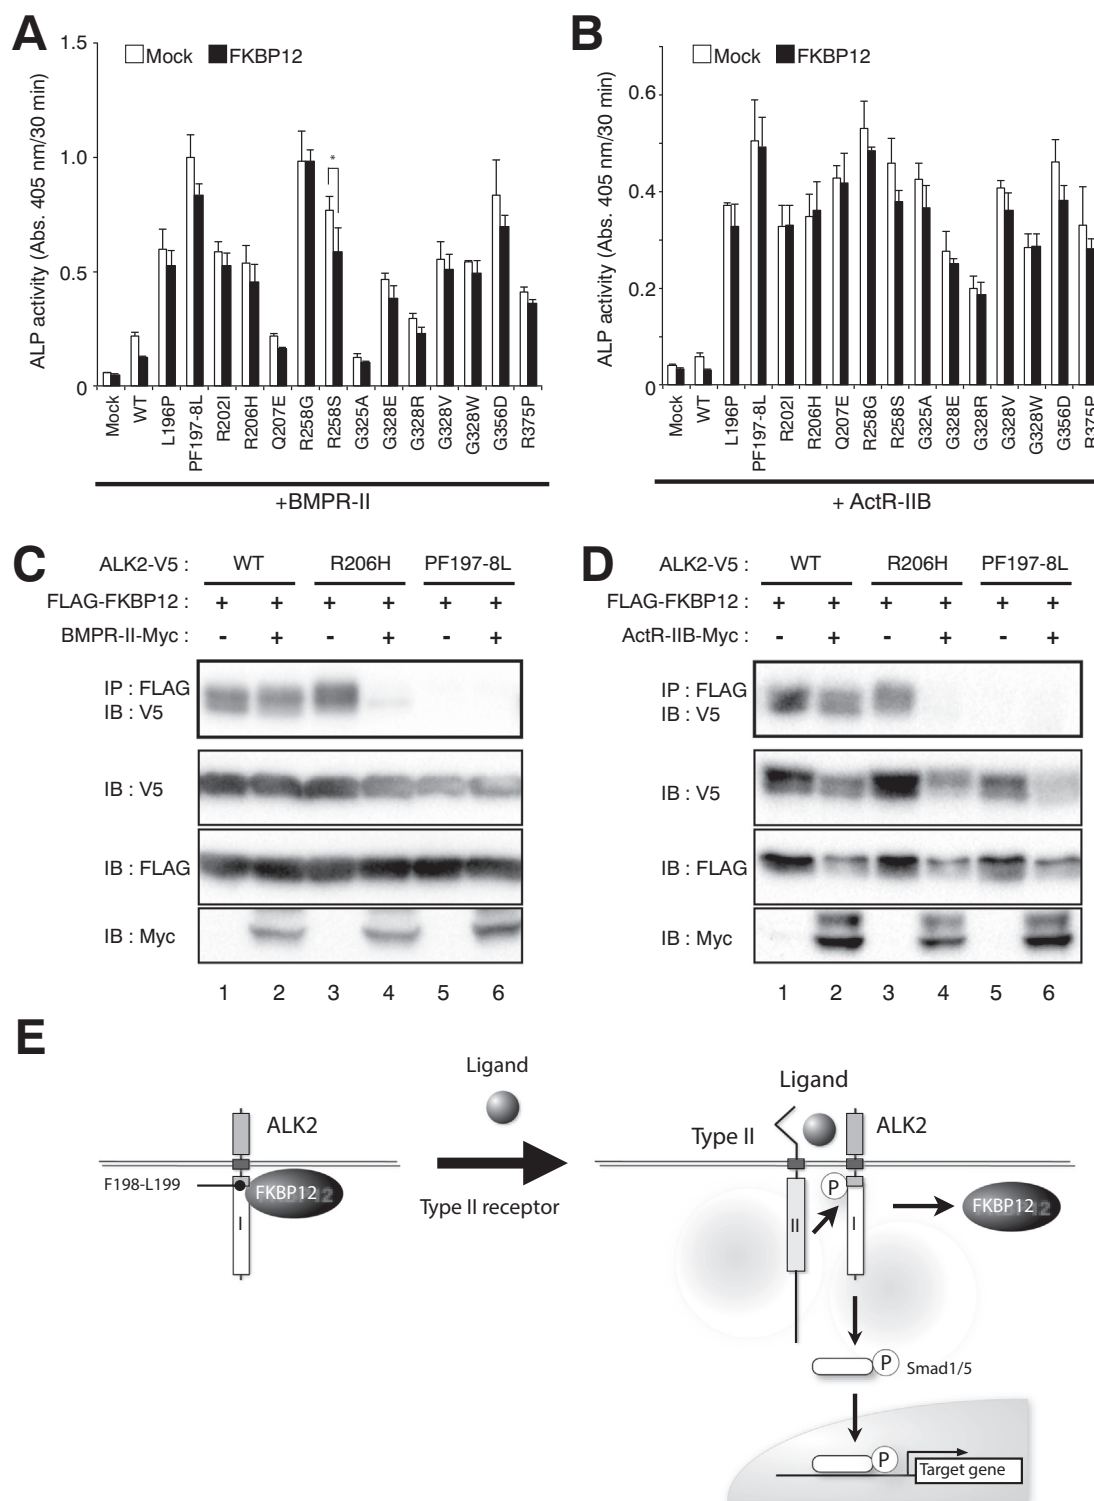 A
1.5
1.0
0.5
0
ALP activity (Abs. 405 nm/30 min)
Mock FKBP12
*
Mock WT L196P PF197-8L R202I R206H Q207E R258G R258S G325A G328E G328R G328V G328W G356D R375P
+BMPR-II
B
0.6
0.4
0.2
0
ALP activity (Abs. 405 nm/30 min)
Mock FKBP12
Mock WT L196P PF197-8L R202I R206H Q207E R258G R258S G325A G328E G328R G328V G328W G356D R375P
+ ActR-IIB
C
ALK2-V5 : WT R206H PF197-8L
FLAG-FKBP12 : + + + + + +
BMPR-II-Myc : - + - + - +
IP : FLAG
IB : V5
IB : V5
IB : FLAG
IB : Myc
1 2 3 4 5 6
D
ALK2-V5 : WT R206H PF197-8L
FLAG-FKBP12 : + + + + + +
ActR-IIB-Myc : - + - + - +
IP : FLAG
IB : V5
IB : V5
IB : FLAG
IB : Myc
1 2 3 4 5 6
E
ALK2
F198-L199
FKBP12
I
Ligand
Type II receptor
Ligand
Type II
ALK2
P
II
I
FKBP12
P
Smad1/5
P
Target gene